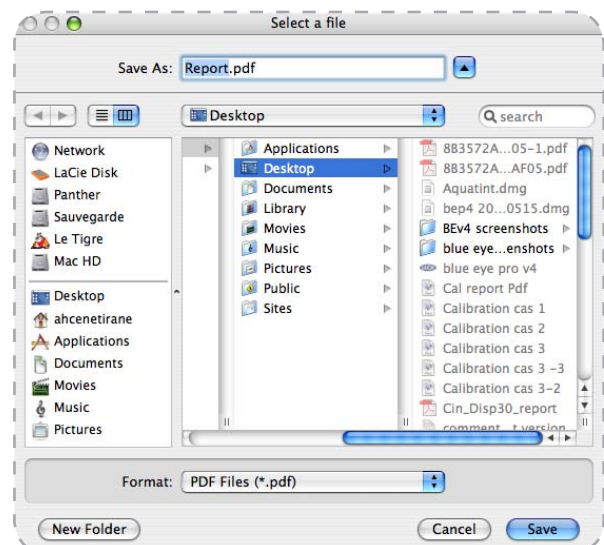 Select a file
Save As: Report.pdf
Desktop
search
Network
LaCie Disk
Panther
Sauvegarde
Le Tigre
Mac HD
Desktop
ahcenetirane
Applications
Documents
Movies
Music
Pictures
Applications
Desktop
Documents
Library
Movies
Music
Pictures
Public
Sites
8B3572A...05-1.pdf
8B3572A...AF05.pdf
Aquatint.dmg
bep4 20...0515.dmg
BEv4 screenshots
blue eye...enshots
blue eye pro v4
Cal report Pdf
Calibration cas 1
Calibration cas 2
Calibration cas 3
Calibration cas 3 -3
Calibration cas 3-2
Cin_Disp30_report
comment...t version
Format: PDF Files (*.pdf)
New Folder
Cancel
Save